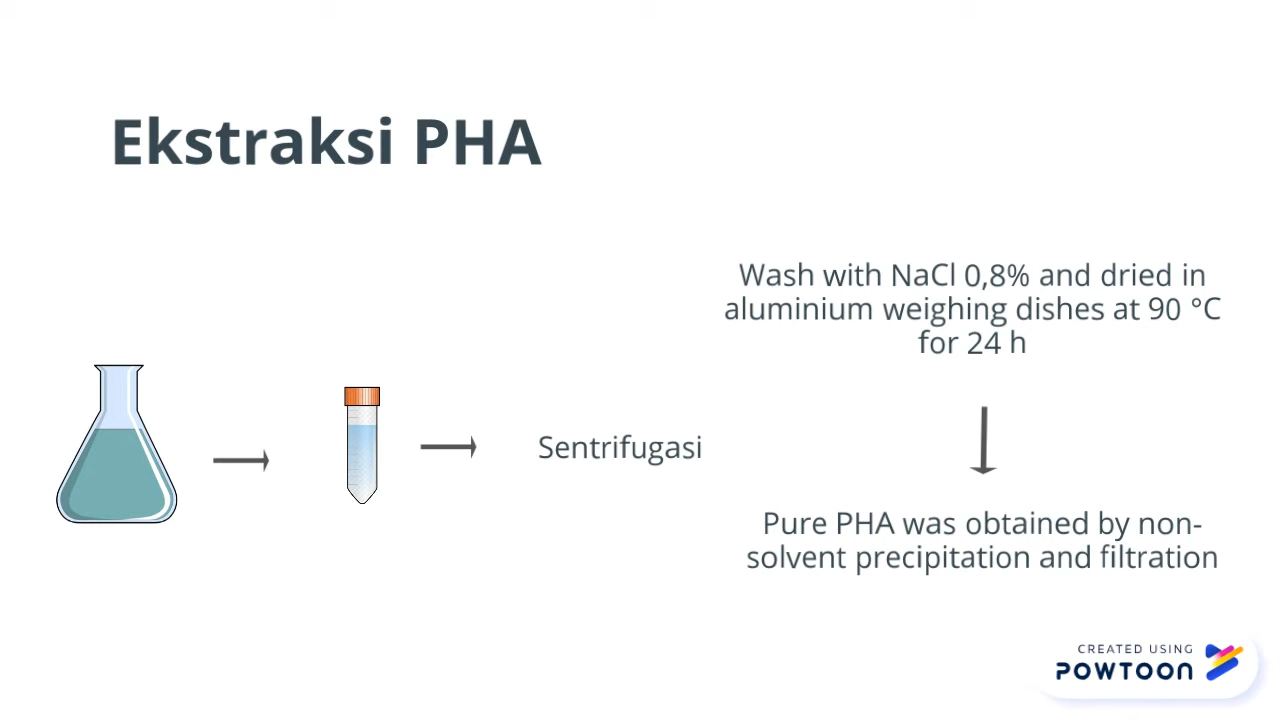 Ekstraksi PHA
Sentrifugasi
Wash with NaCl 0,8% and dried in
aluminium weighing dishes at 90 °C
for 24 h
Pure PHA was obtained by non-
solvent precipitation and filtration
CREATED USING
POWTOON